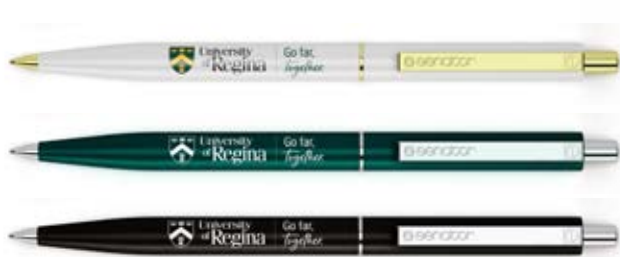 University
of Regina
Go far,
together.
senator
University
of Regina
Go far,
together.
senator
University
of Regina
Go far,
together.
senator